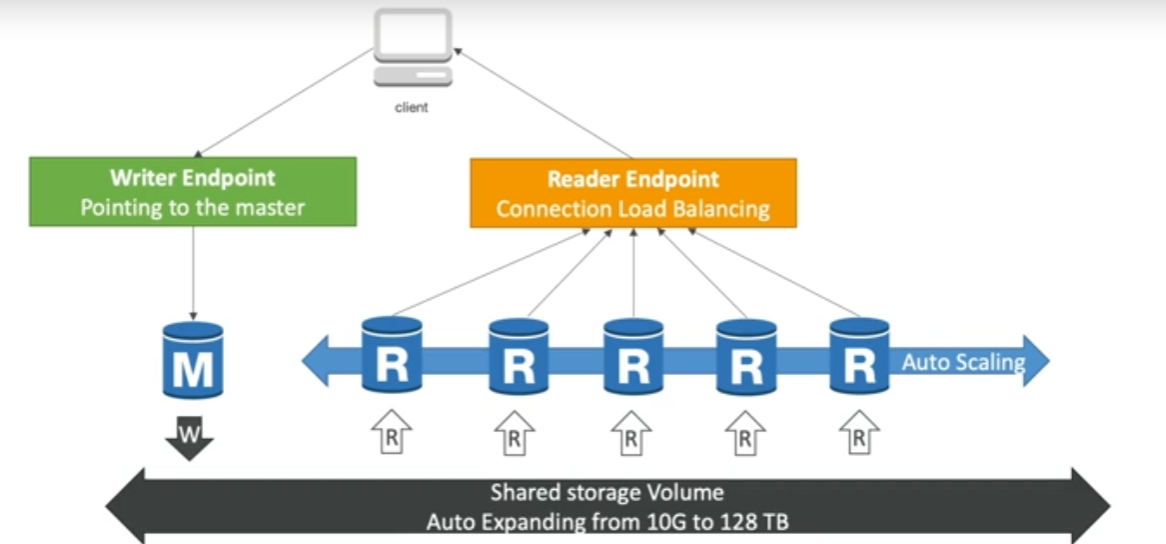 client
Writer Endpoint
Pointing to the master
Reader Endpoint
Connection Load Balancing
M
R R R R R Auto Scaling
W R R R R R
Shared storage Volume
Auto Expanding from 10G to 128 TB